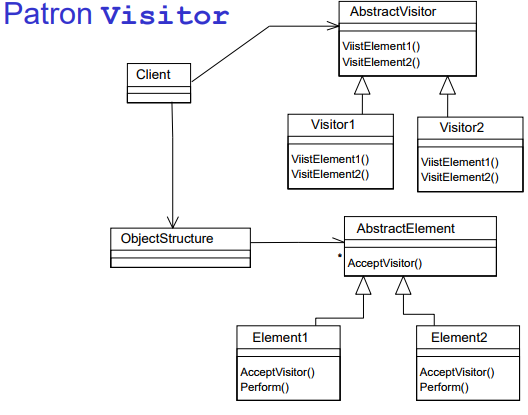 Patron Visitor
AbstractVisitor
ViistElement1()
VisitElement2()
Client
Visitor1
ViistElement1()
VisitElement2()
Visitor2
ViistElement1()
VisitElement2()
ObjectStructure
AbstractElement
*
AcceptVisitor()
Element1
AcceptVisitor()
Perform()
Element2
AcceptVisitor()
Perform()